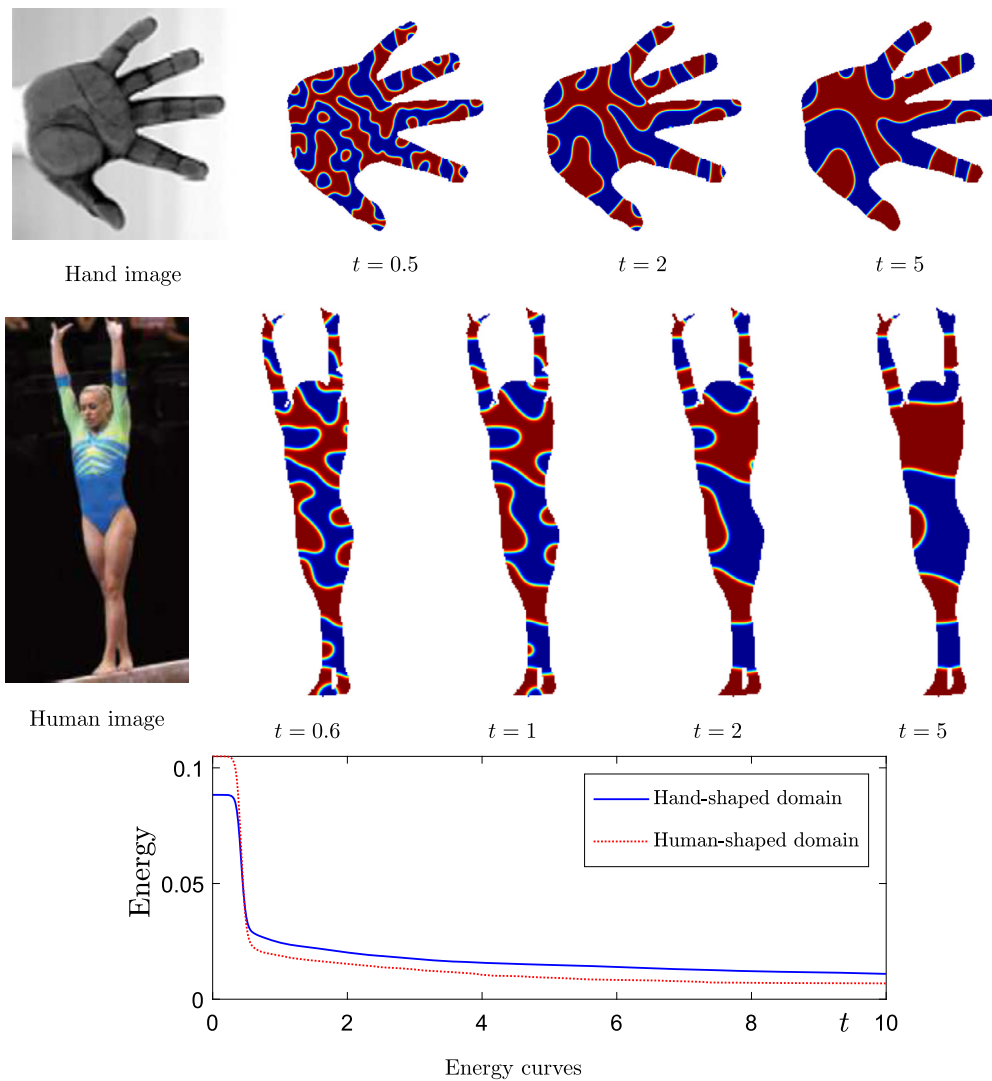 Hand image
t = 0.5
t = 2
t = 5
Human image
t = 0.6
t = 1
t = 2
t = 5
0.1
0.05
0
Energy
Hand-shaped domain
Human-shaped domain
0 2 4 6 8 t 10
Energy curves